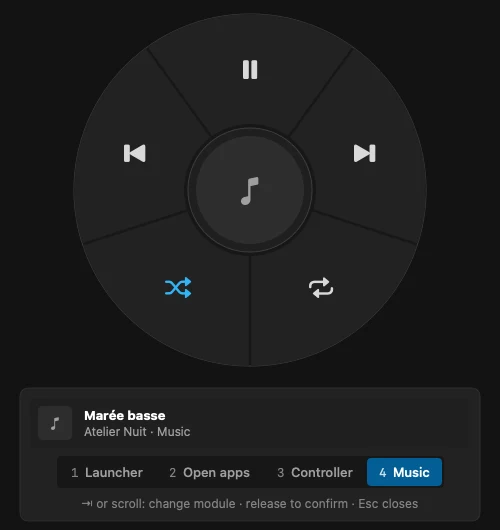 Marée basse
Atelier Nuit · Music
1 Launcher 2 Open apps 3 Controller 4 Music
⇥ or scroll: change module · release to confirm · Esc closes